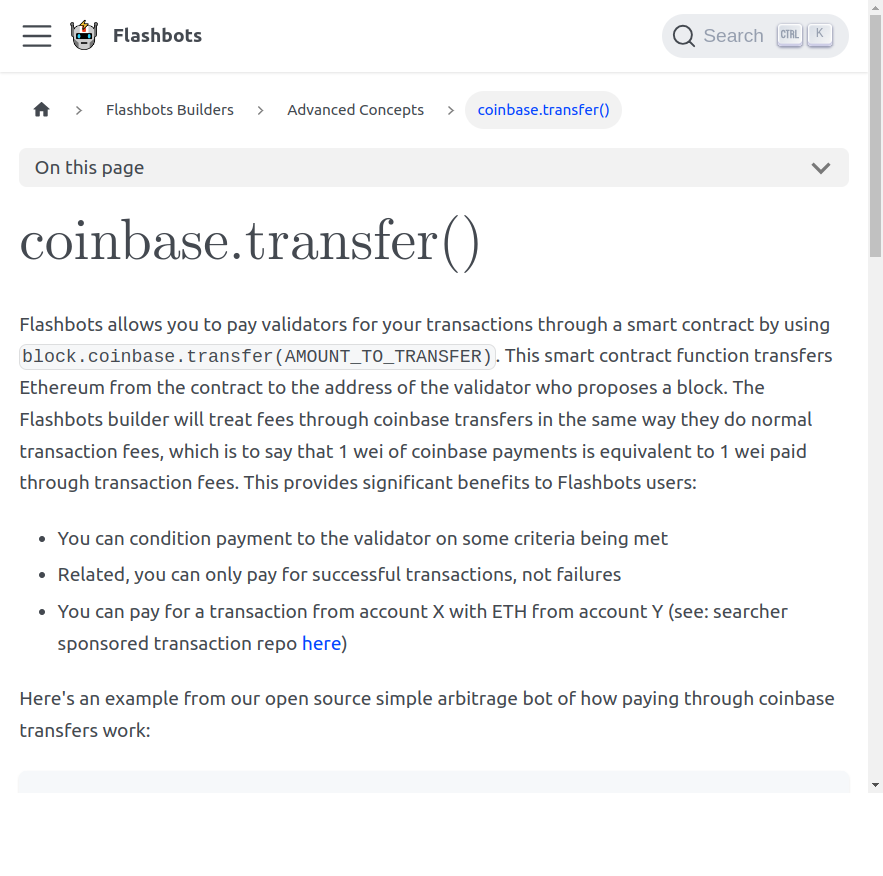 Flashbots
Search CTRL K
Flashbots Builders
Advanced Concepts
coinbase.transfer()
On this page
coinbase.transfer()
Flashbots allows you to pay validators for your transactions through a smart contract by using
block.coinbase.transfer(AMOUNT_TO_TRANSFER). This smart contract function transfers
Ethereum from the contract to the address of the validator who proposes a block. The
Flashbots builder will treat fees through coinbase transfers in the same way they do normal
transaction fees, which is to say that 1 wei of coinbase payments is equivalent to 1 wei paid
through transaction fees. This provides significant benefits to Flashbots users:
You can condition payment to the validator on some criteria being met
Related, you can only pay for successful transactions, not failures
You can pay for a transaction from account X with ETH from account Y (see: searcher
sponsored transaction repo here)
Here's an example from our open source simple arbitrage bot of how paying through coinbase
transfers work: